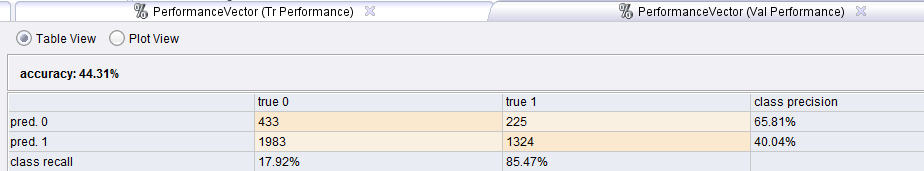 PerformanceVector (Tr Performance) PerformanceVector (Val Performance)
Table View Plot View
accuracy: 44.31%
true 0 true 1 class precision
pred. 0 433 225 65.81%
pred. 1 1983 1324 40.04%
class recall 17.92% 85.47%